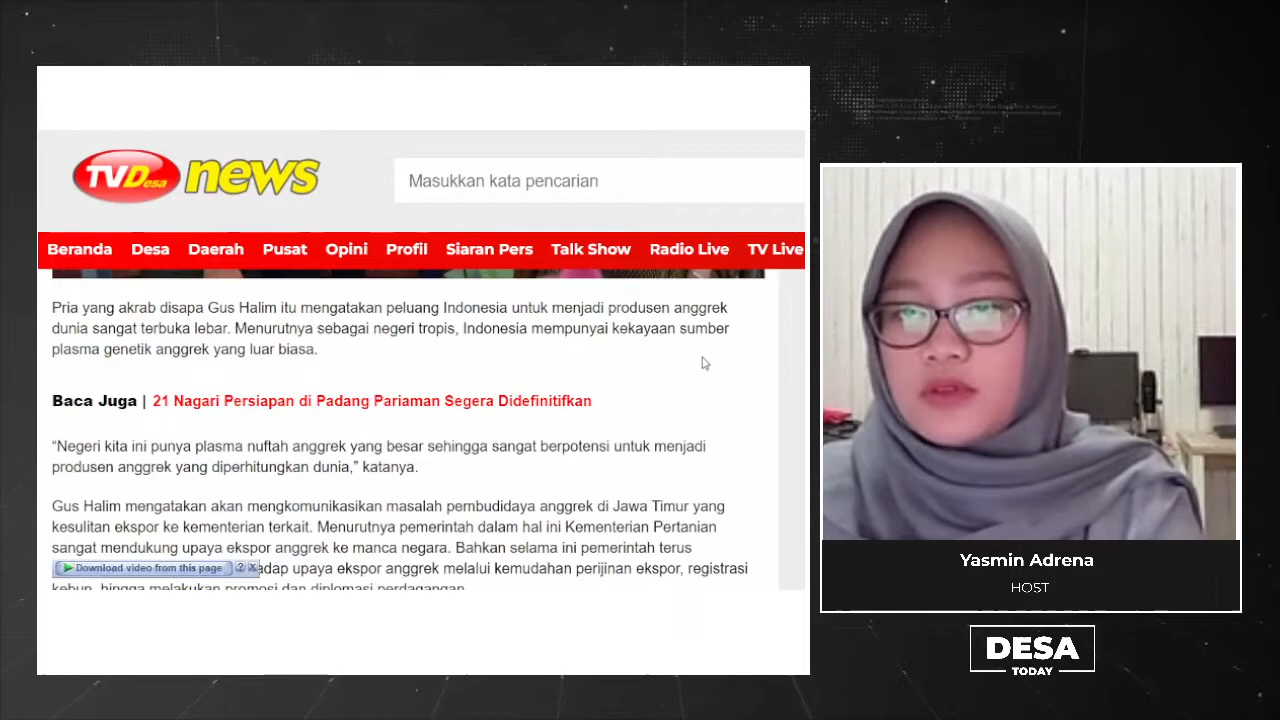 TVDesa news
Masukkan kata pencarian
Beranda Desa Daerah Pusat Opini Profil Siaran Pers Talk Show Radio Live TV Live
Pria yang akrab disapa Gus Halim itu mengatakan peluang Indonesia untuk menjadi produsen anggrek
dunia sangat terbuka lebar. Menurutnya sebagai negeri tropis, Indonesia mempunyai kekayaan sumber
plasma genetik anggrek yang luar biasa.
Baca Juga | 21 Nagari Persiapan di Padang Pariaman Segera Didefinitifkan
“Negeri kita ini punya plasma nuftah anggrek yang besar sehingga sangat berpotensi untuk menjadi
produsen anggrek yang diperhitungkan dunia,” katanya.
Gus Halim mengatakan akan mengkomunikasikan masalah pembudidaya anggrek di Jawa Timur yang
kesulitan ekspor ke kementerian terkait. Menurutnya pemerintah dalam hal ini Kementerian Pertanian
sangat mendukung upaya ekspor anggrek ke manca negara. Bahkan selama ini pemerintah terus
Download video from this page ? X adap upaya ekspor anggrek melalui kemudahan perijinan ekspor, registrasi
kebun, hingga melakukan promosi dan diplomasi perdagangan.
Yasmin Adrena
HOST
DESA
TODAY